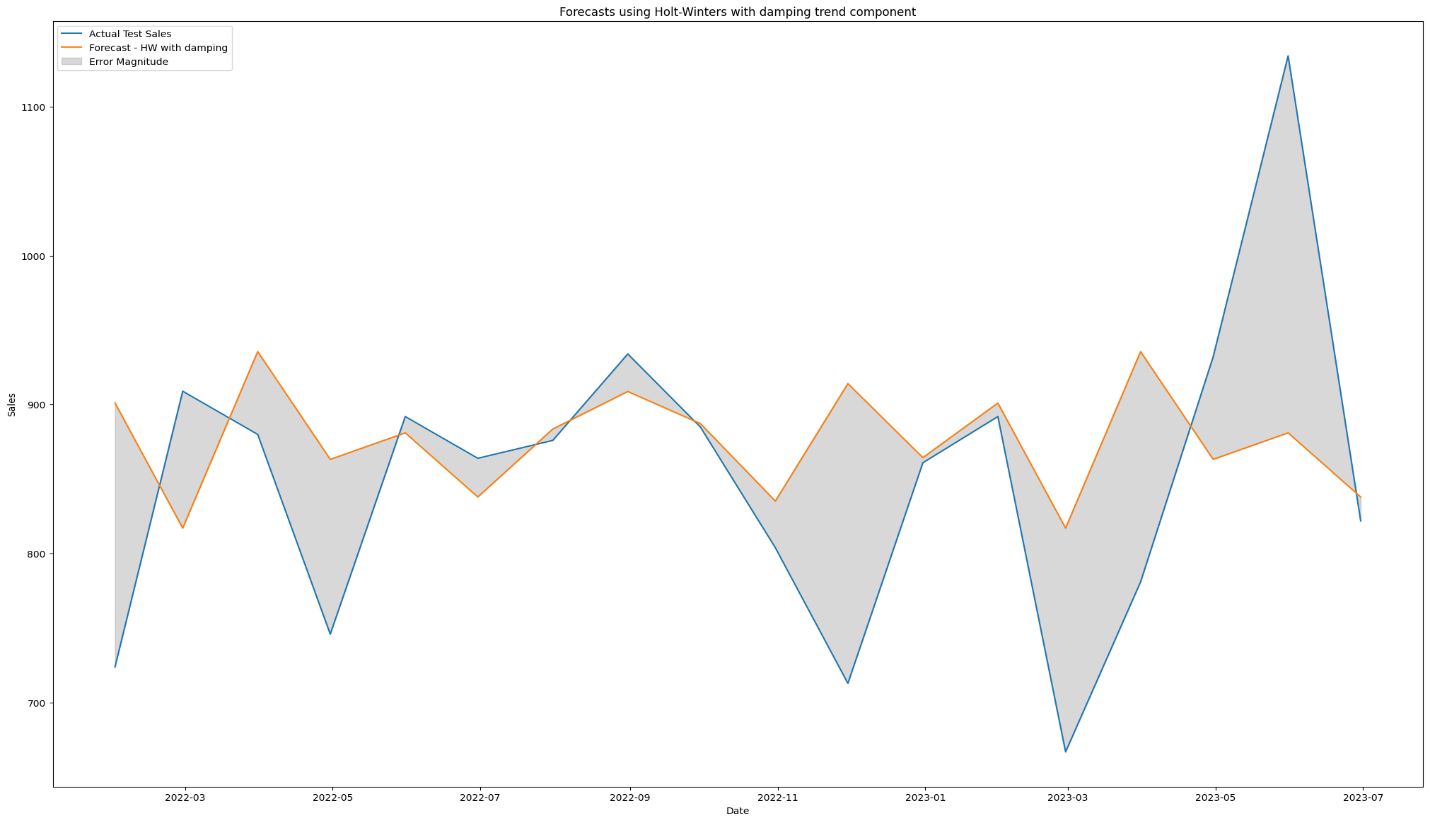 Forecasts using Holt-Winters with damping trend component
Actual Test Sales
Forecast - HW with damping
Error Magnitude
1100
1000
900
800
700
Sales
2022-03
2022-05
2022-07
2022-09
2022-11
2023-01
2023-03
2023-05
2023-07
Date